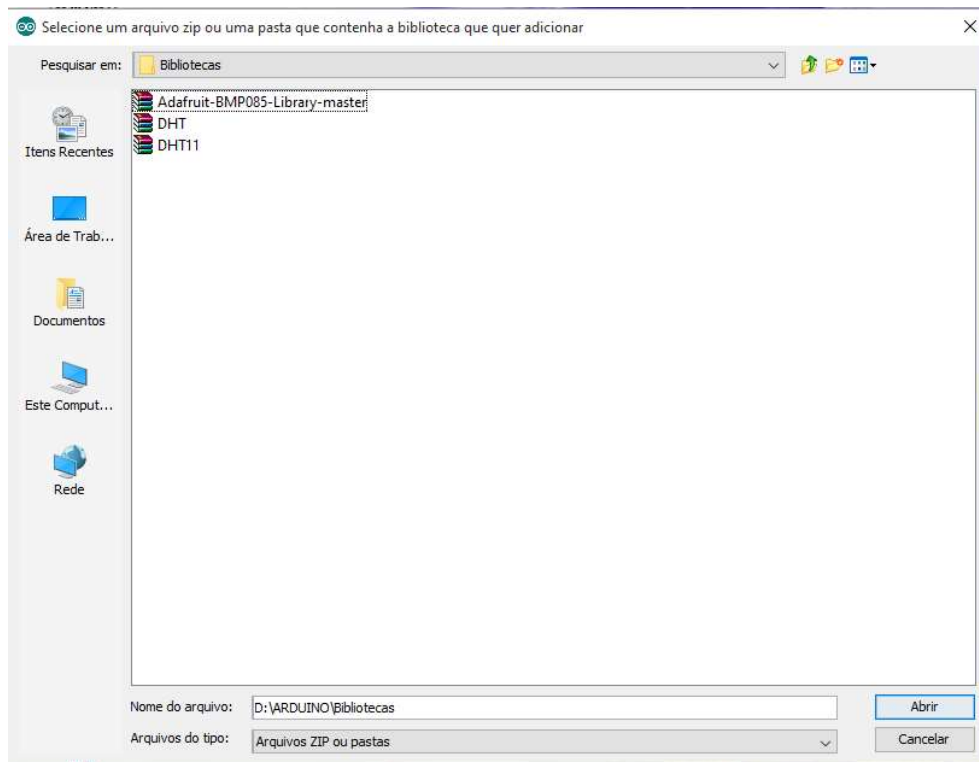 Selecione um arquivo zip ou uma pasta que contenha a biblioteca que quer adicionar
Pesquisar em: Bibliotecas
Adafruit-BMP085-Library-master
DHT
DHT11
Itens Recentes
Área de Trab...
Documentos
Este Comput...
Rede
Nome do arquivo: D:\ARDUINO\Bibliotecas Abrir
Arquivos do tipo: Arquivos ZIP ou pastas Cancelar